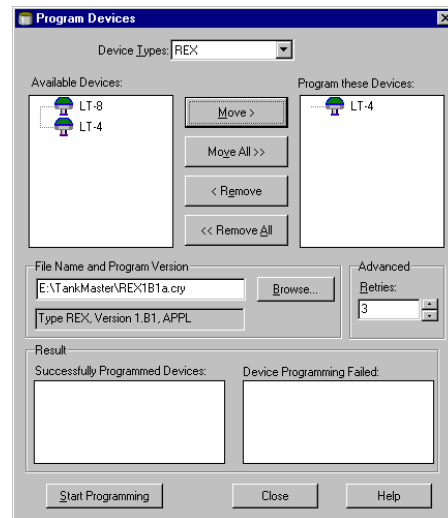 Program Devices
Device Types: REX
Available Devices:
Program these Devices:
LT-8
LT-4
LT-4
Move >
Move All >>
< Remove
<< Remove All
File Name and Program Version
E:\TankMaster\REX1B1a.cry
Browse...
Type REX, Version 1.B1, APPL
Advanced
Retries:
3
Result
Successfully Programmed Devices:
Device Programming Failed:
Start Programming
Close
Help